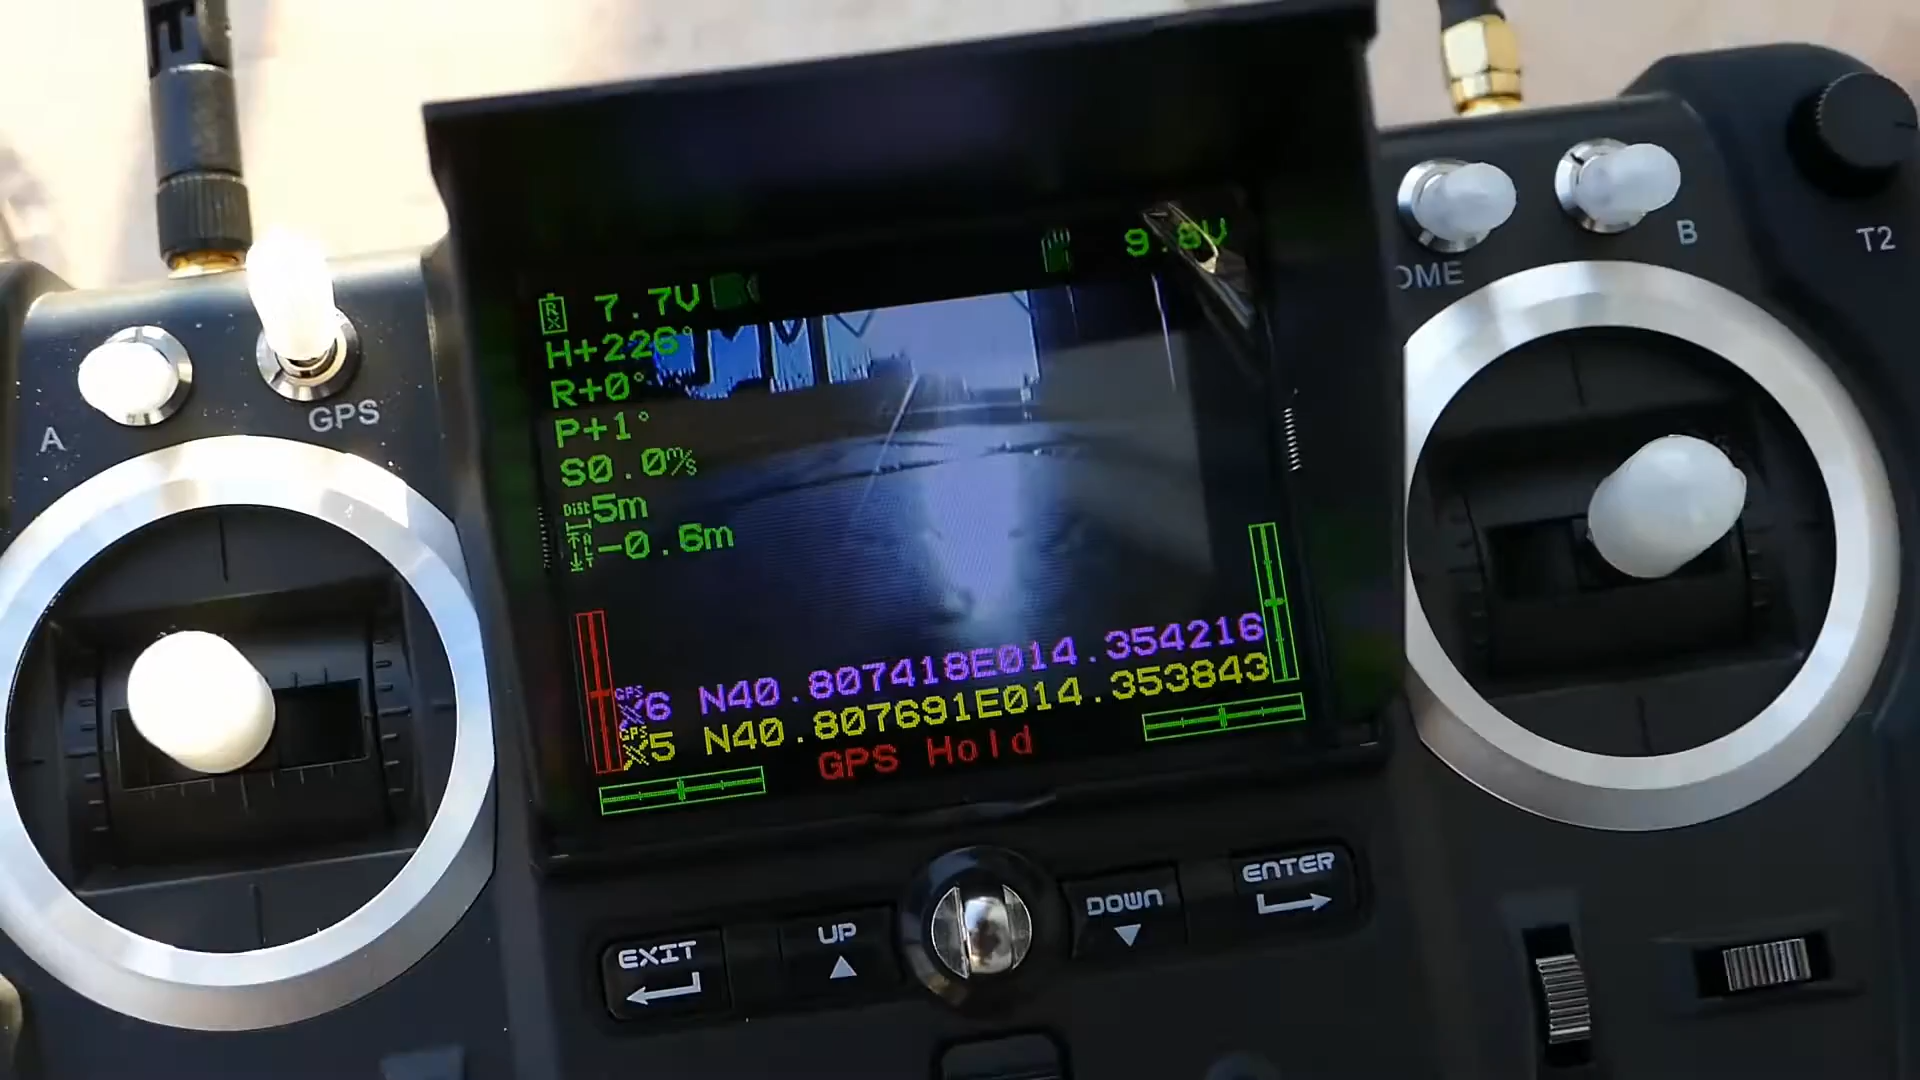 9.8V
7.7V
H+226°
R+0°
P+1°
S0.0m/s
Dist 5m
ALT -0.6m
GPS
6 N40.807418E014.354216
GPS
5 N40.807691E014.353843
GPS Hold
A
GPS
OME
B
T2
EXIT
UP
DOWN
ENTER